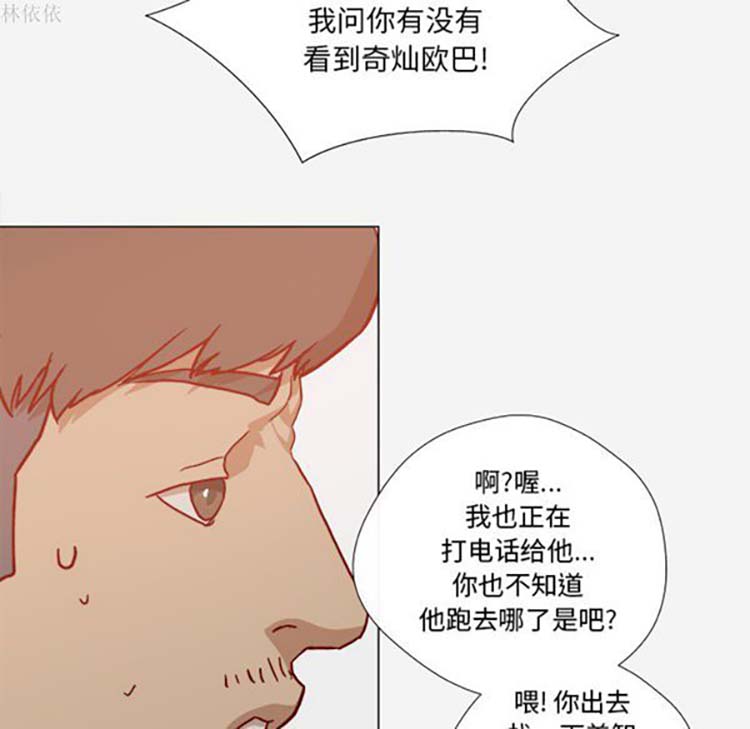 林依依
我问你有没有
看到奇灿欧巴!
啊?喔...
我也正在
打电话给他...
你也不知道
他跑去哪了是吧?
喂! 你出去